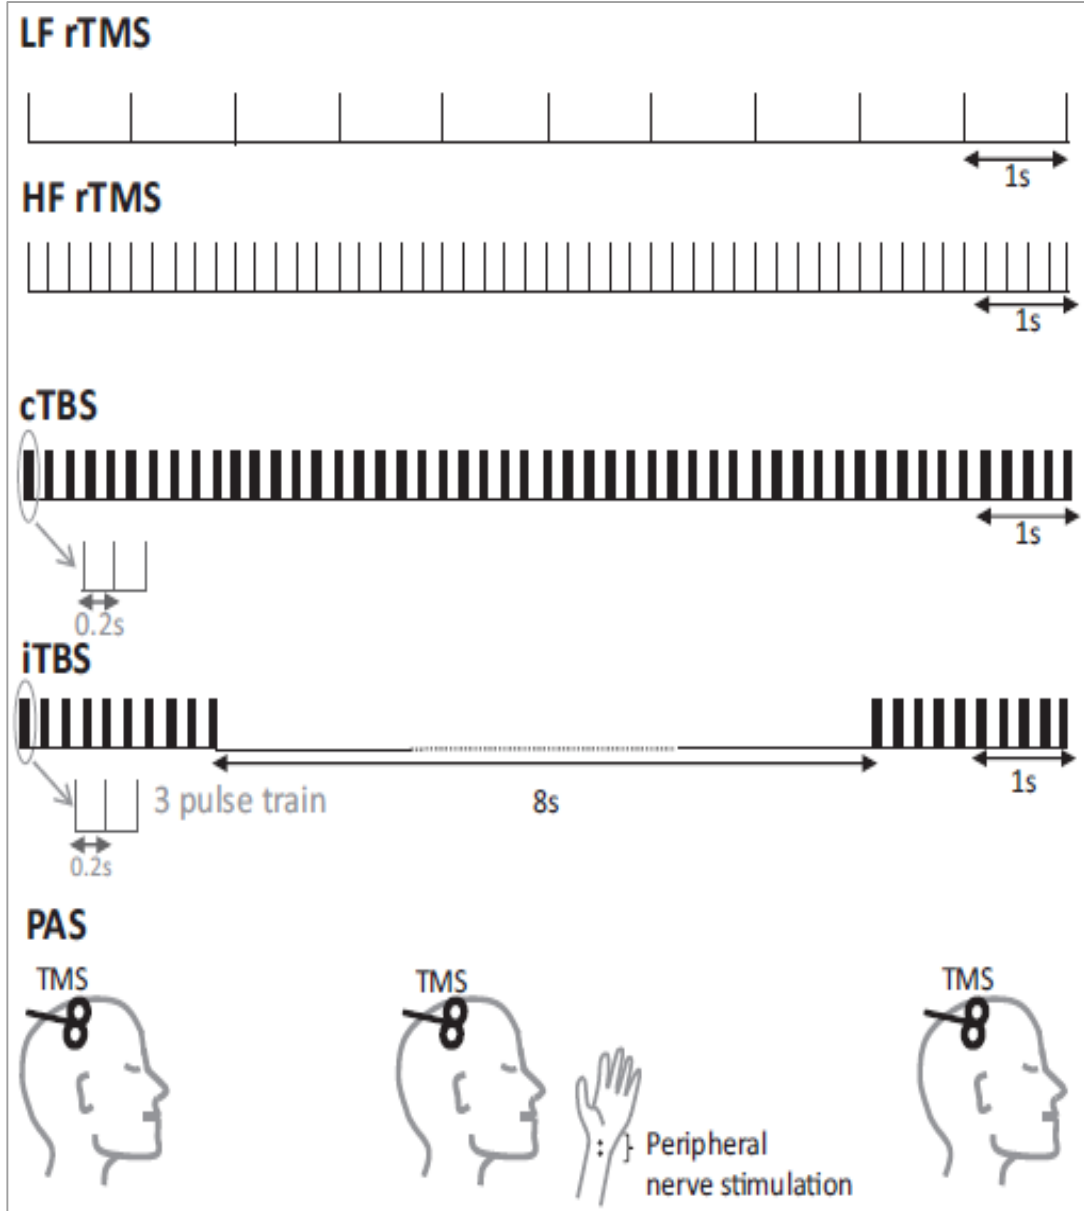 LF rTMS
1s
HF rTMS
1s
cTBS
1s
0.2s
iTBS
3 pulse train
8s
1s
0.2s
PAS
TMS
TMS
TMS
Peripheral
nerve stimulation